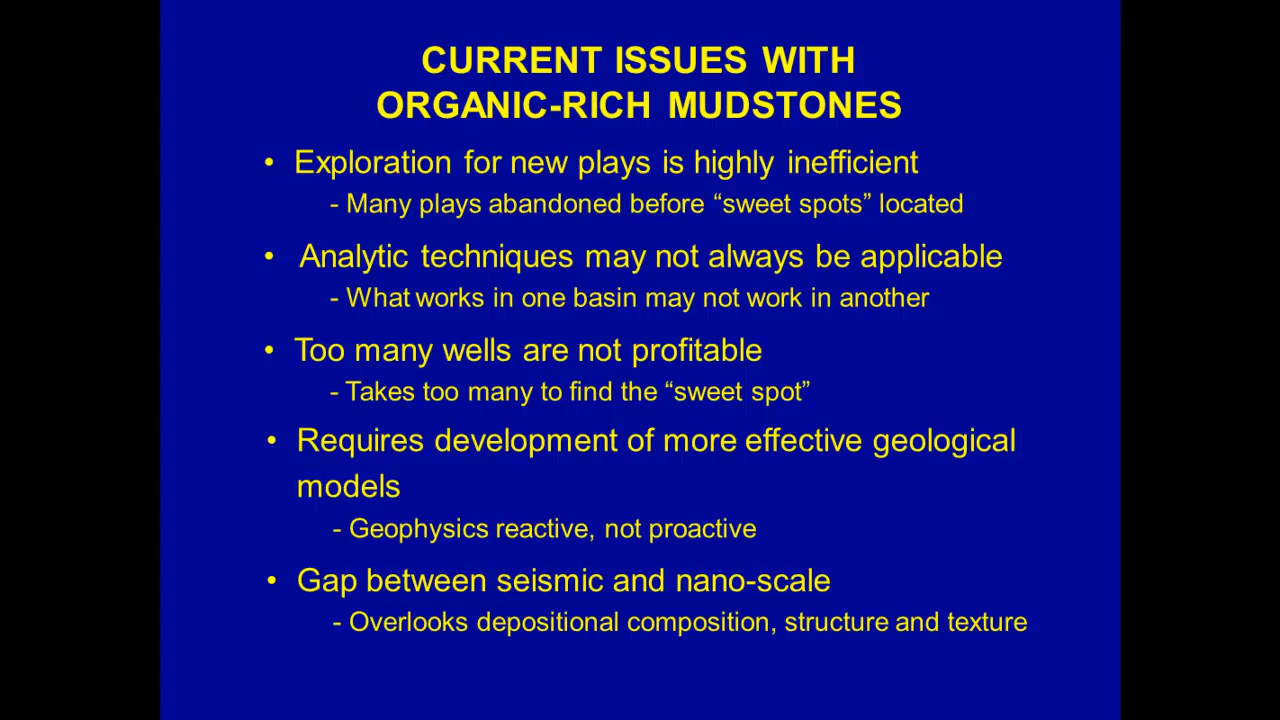 CURRENT ISSUES WITH
ORGANIC-RICH MUDSTONES
• Exploration for new plays is highly inefficient
- Many plays abandoned before “sweet spots” located
• Analytic techniques may not always be applicable
- What works in one basin may not work in another
• Too many wells are not profitable
- Takes too many to find the “sweet spot”
• Requires development of more effective geological
models
- Geophysics reactive, not proactive
• Gap between seismic and nano-scale
- Overlooks depositional composition, structure and texture